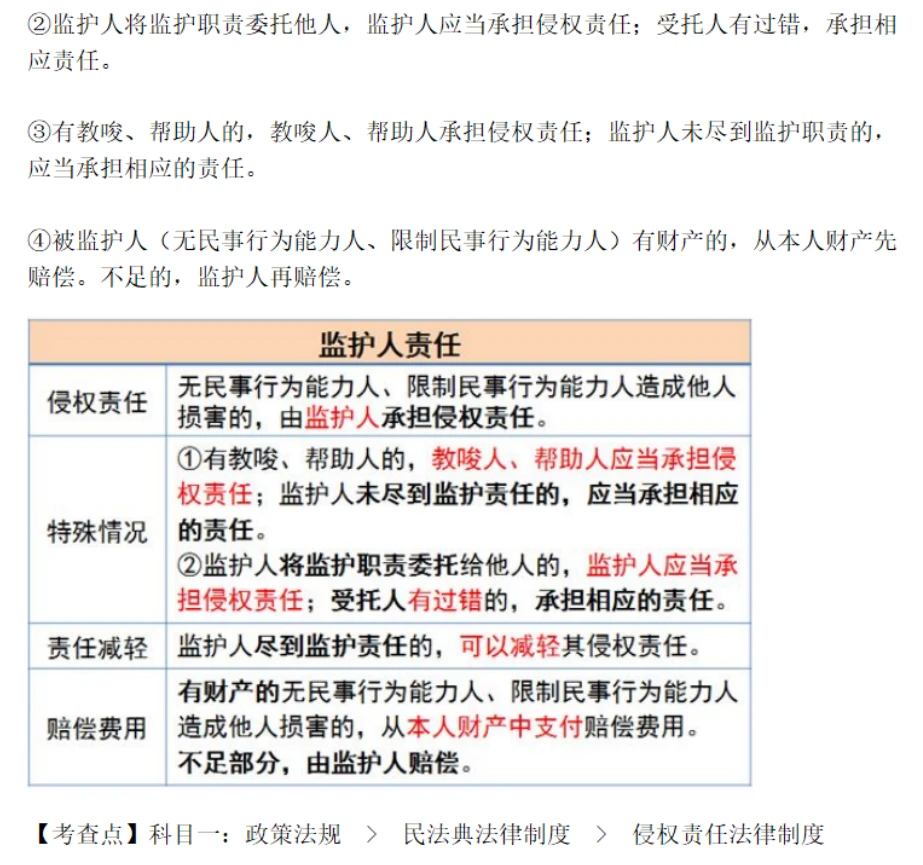 ②监护人将监护职责委托他人，监护人应当承担侵权责任；受托人有过错，承担相
应责任。
③有教唆、帮助人的，教唆人、帮助人承担侵权责任；监护人未尽到监护职责的，
应当承担相应的责任。
④被监护人（无民事行为能力人、限制民事行为能力人）有财产的，从本人财产先
赔偿。不足的，监护人再赔偿。
监护人责任
侵权责任
无民事行为能力人、限制民事行为能力人造成他人
损害的，由监护人承担侵权责任。
特殊情况
①有教唆、帮助人的，教唆人、帮助人应当承担侵
权责任；监护人未尽到监护责任的，应当承担相应
的责任。
②监护人将监护职责委托给他人的，监护人应当承
担侵权责任；受托人有过错的，承担相应的责任。
责任减轻
监护人尽到监护责任的，可以减轻其侵权责任。
赔偿费用
有财产的无民事行为能力人、限制民事行为能力人
造成他人损害的，从本人财产中支付赔偿费用。
不足部分，由监护人赔偿。
【考查点】科目一：政策法规 > 民法典法律制度 > 侵权责任法律制度